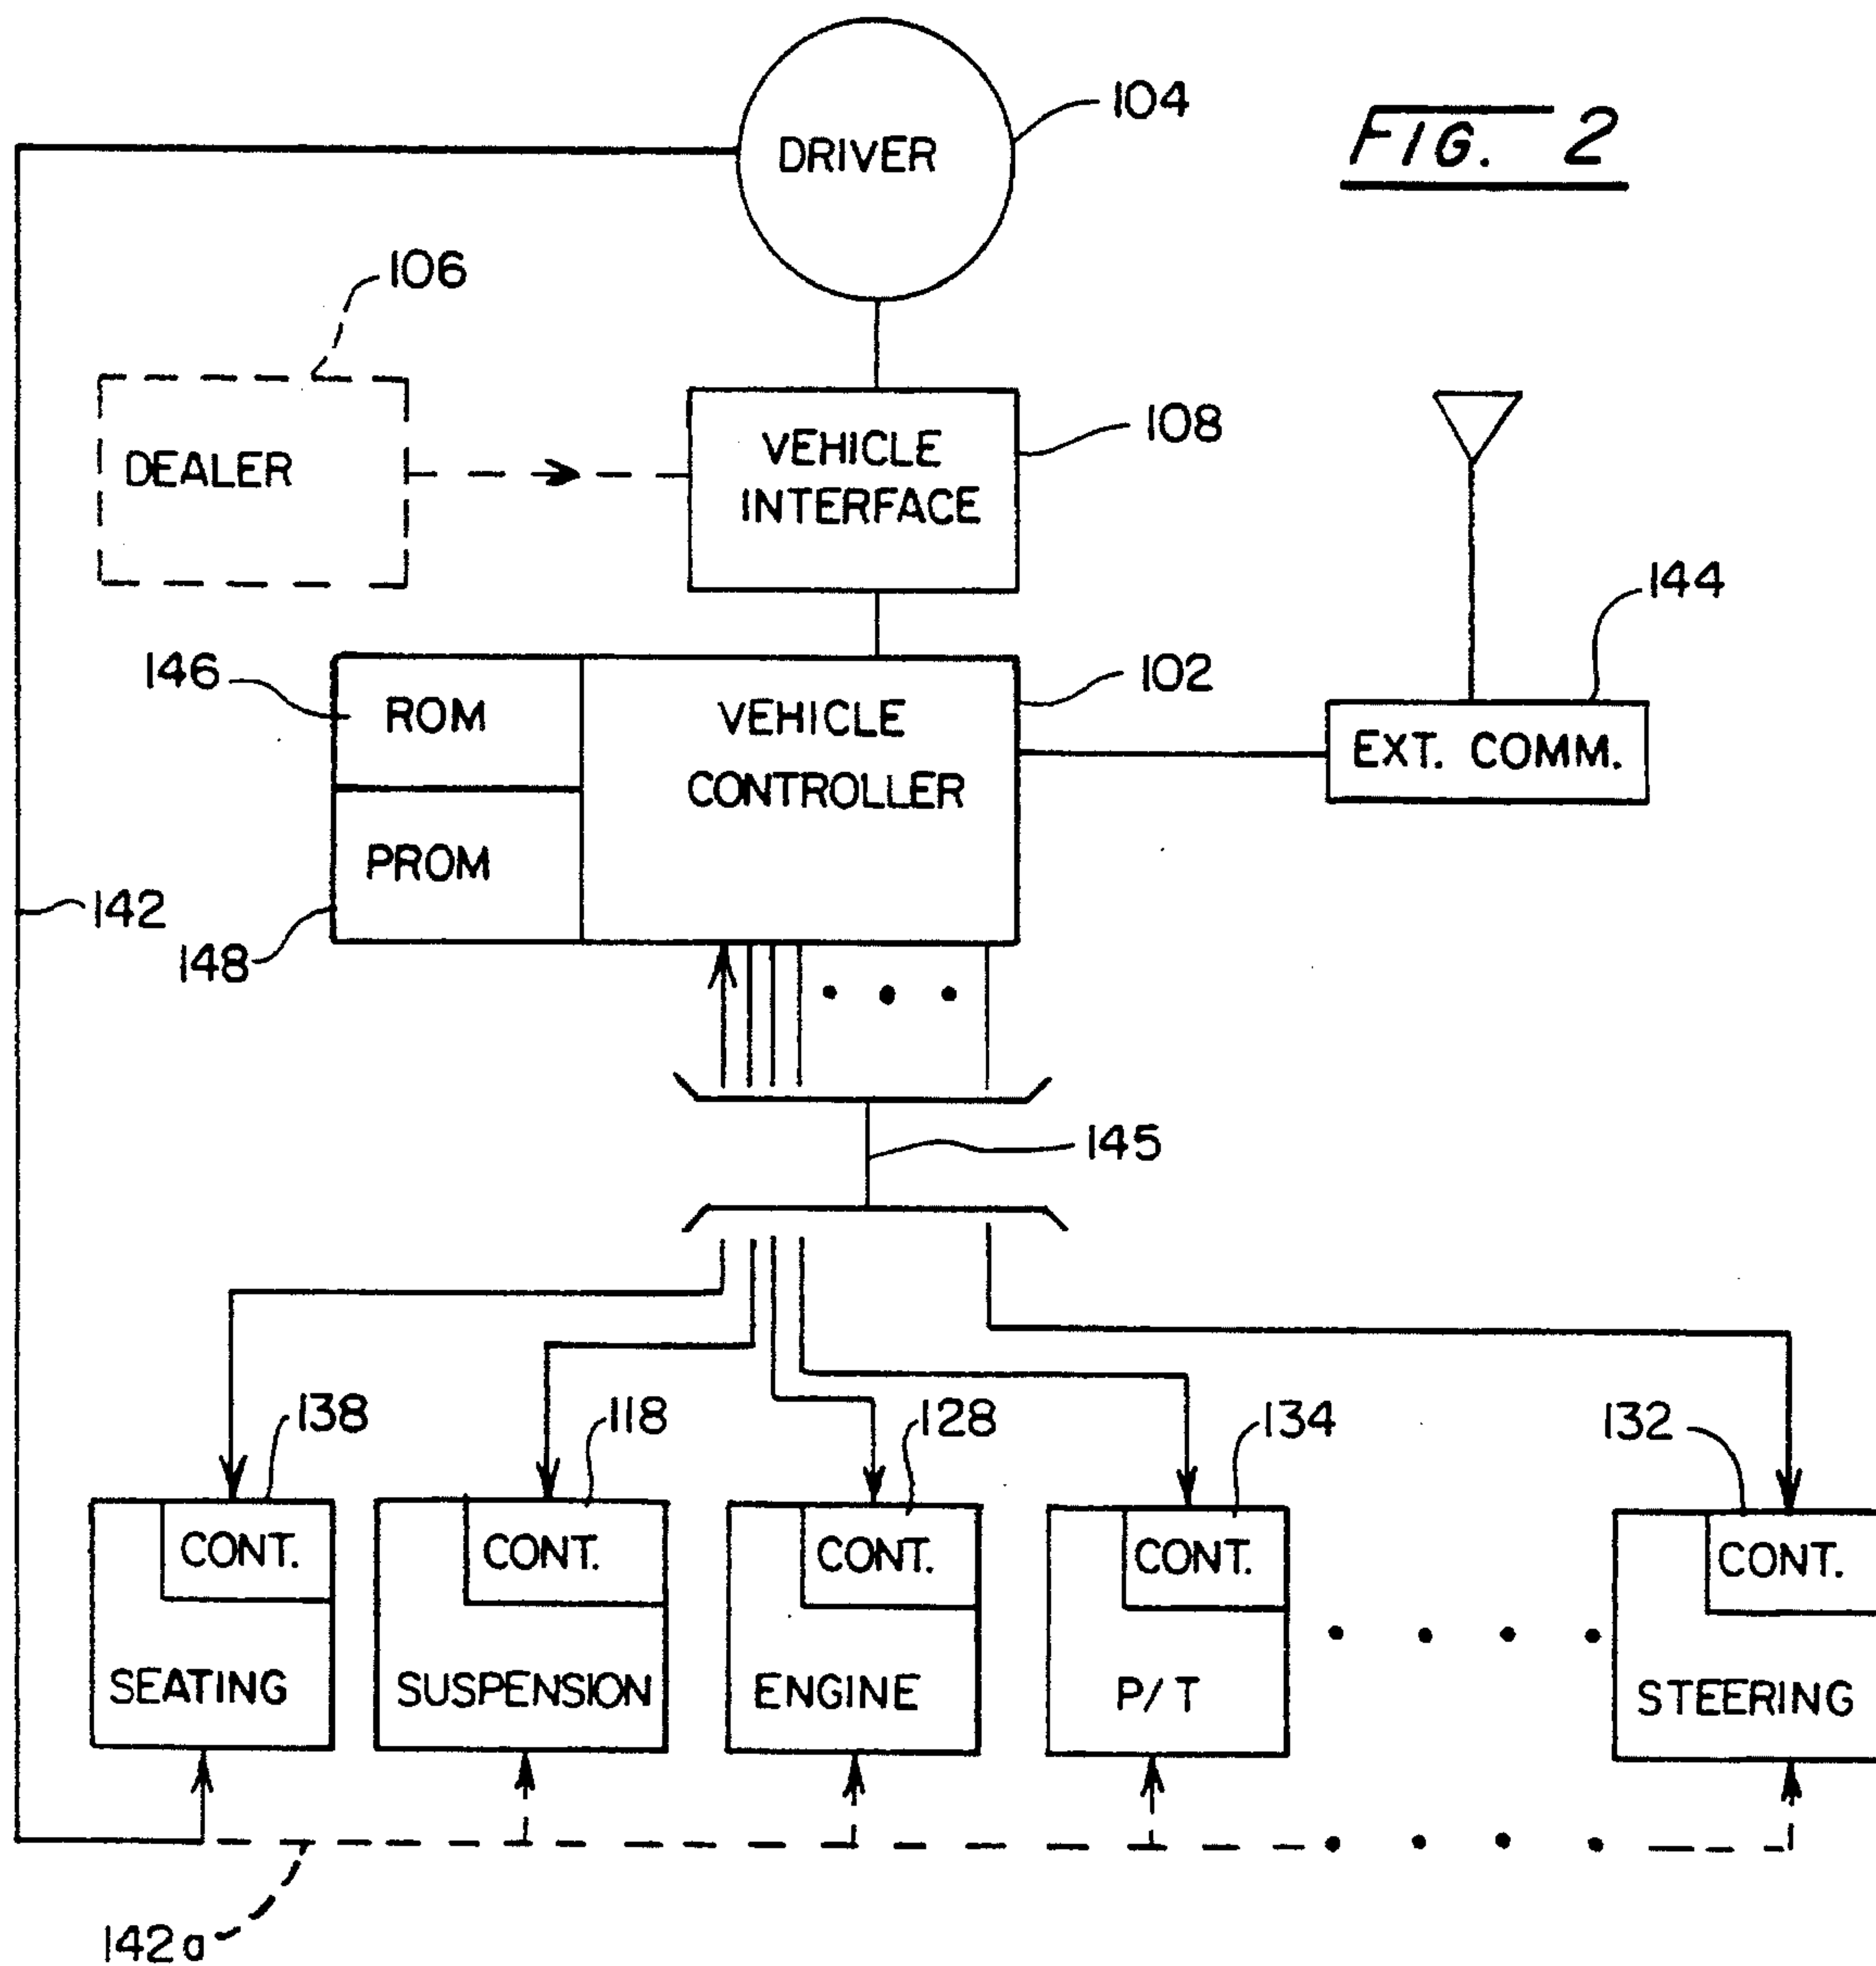 104
FIG. 2
DRIVER
106
DEALER
108
VEHICLE
INTERFACE
144
146
ROM
VEHICLE
CONTROLLER
102
EXT. COMM.
PROM
142
148
145
138
118
128
134
132
CONT.
CONT.
CONT.
CONT.
CONT.
SEATING
SUSPENSION
ENGINE
P/T
STEERING
142a